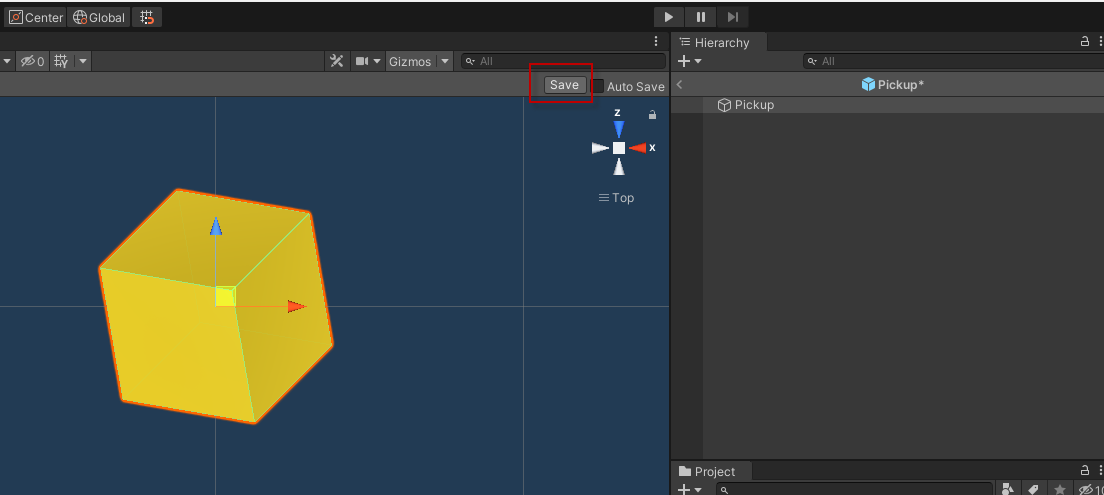 Center Global
Hierarchy
0 Gizmos All
All
Save Auto Save
Pickup*
Pickup
z
x
Top
Project
10